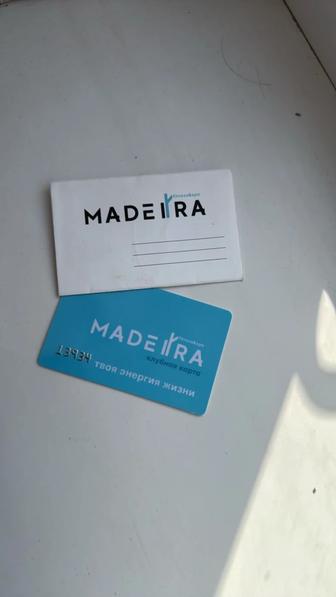 MADEIRA
MADEIRA
клубная карта
13934
твоя энергия жизни